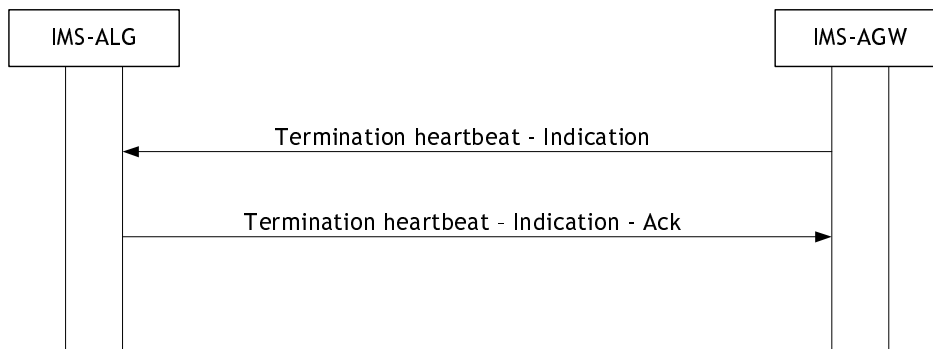 IMS-ALG
IMS-AGW
Termination heartbeat - Indication
Termination heartbeat – Indication - Ack